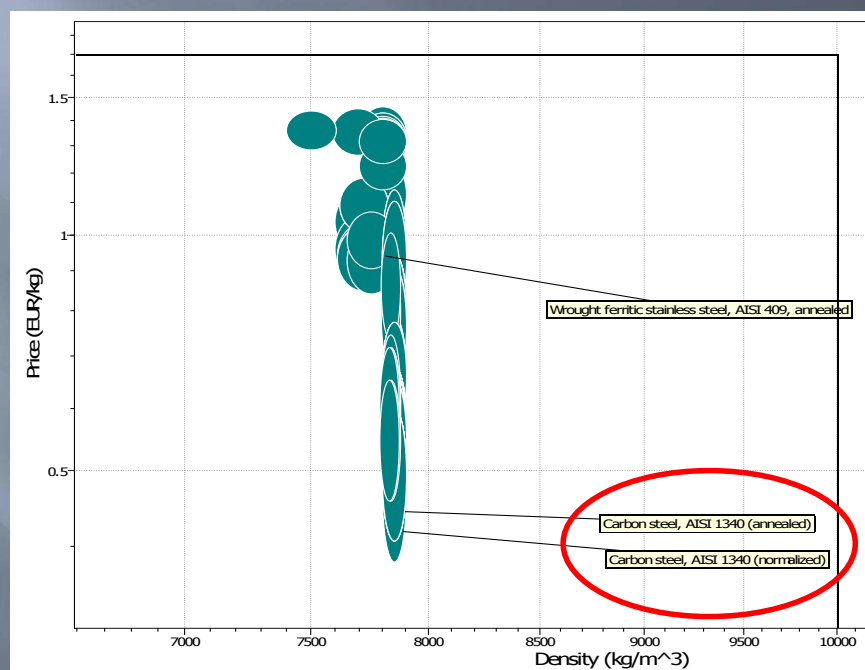 1.5
1
0.5
Price (EUR/kg)
Wrought ferritic stainless steel, AISI 409, annealed
Carbon steel, AISI 1340 (annealed)
Carbon steel, AISI 1340 (normalized)
7000
7500
8000
8500
9000
9500
10000
Density (kg/m^3)